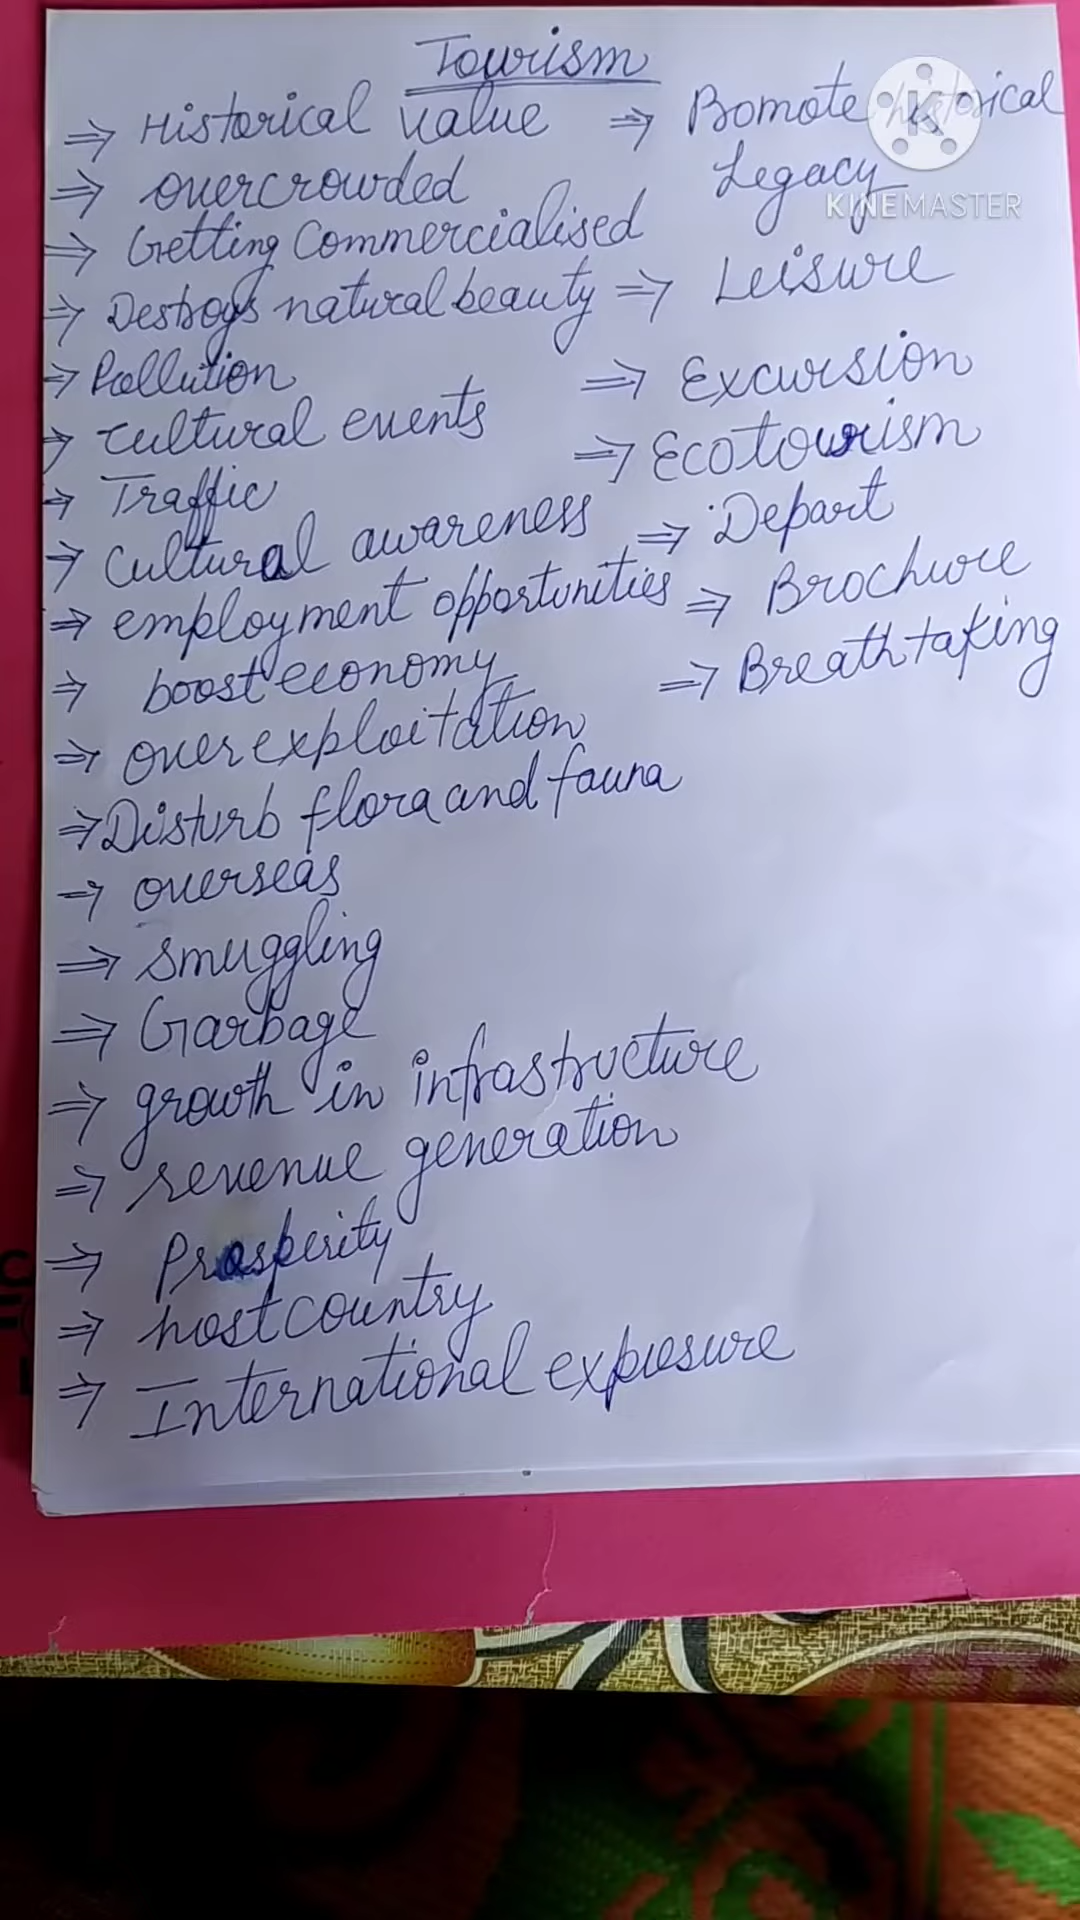 Tourism
⇒ Historical value
⇒ overcrowded
⇒ Getting Commercialised
⇒ Destroys natural beauty
⇒ Pollution
⇒ cultural events
⇒ Traffic
⇒ Cultural awareness
⇒ employment opportunities
⇒ boost economy
⇒ over exploitation
⇒ Disturb flora and fauna
⇒ overseas
⇒ smuggling
⇒ Garbage
⇒ growth in infrastructure
⇒ revenue generation
⇒ Prosperity
⇒ host country
⇒ International exposure
⇒ Promote historical
Legacy
⇒ Leisure
⇒ Excursion
⇒ Ecotourism
⇒ Depart
⇒ Brochure
⇒ Breathtaking
K
KINEMASTER